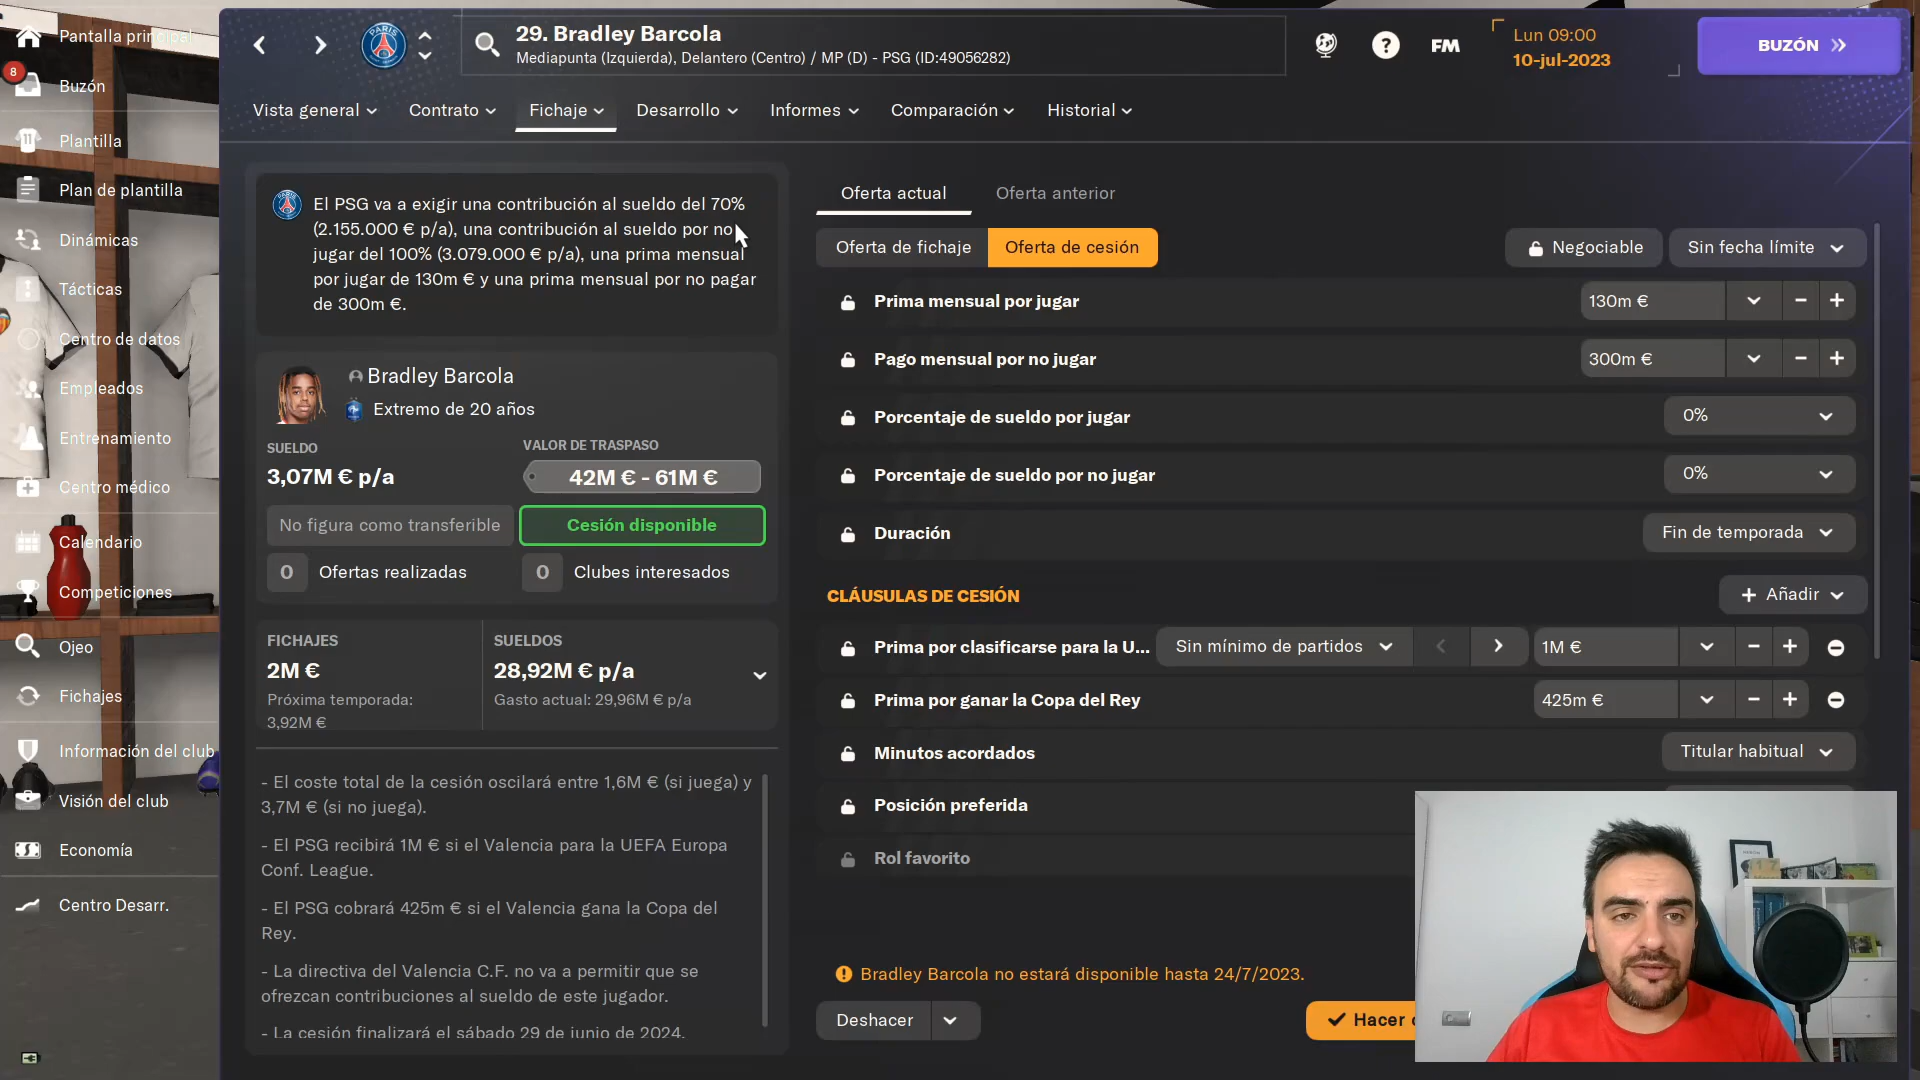 Pantalla principal
8
Buzón
Plantilla
Plan de plantilla
Dinámicas
Tácticas
Centro de datos
Empleados
Entrenamiento
Centro médico
Calendario
Competiciones
Ojeo
Fichajes
Información del club
Visión del club
Economía
Centro Desarr.
29. Bradley Barcola
Mediapunta (Izquierda), Delantero (Centro) / MP (D) - PSG (ID:49056282)
?
FM
Lun 09:00
10-jul-2023
BUZÓN
Vista general
Contrato
Fichaje
Desarrollo
Informes
Comparación
Historial
El PSG va a exigir una contribución al sueldo del 70%
(2.155.000 € p/a), una contribución al sueldo por no
jugar del 100% (3.079.000 € p/a), una prima mensual
por jugar de 130m € y una prima mensual por no pagar
de 300m €.
Bradley Barcola
Extremo de 20 años
SUELDO
3,07M € p/a
VALOR DE TRASPASO
42M € - 61M €
No figura como transferible
Cesión disponible
0 Ofertas realizadas
0 Clubes interesados
FICHAJES
2M €
Próxima temporada:
3,92M €
SUELDOS
28,92M € p/a
Gasto actual: 29,96M € p/a
- El coste total de la cesión oscilará entre 1,6M € (si juega) y
3,7M € (si no juega).
- El PSG recibirá 1M € si el Valencia para la UEFA Europa
Conf. League.
- El PSG cobrará 425m € si el Valencia gana la Copa del
Rey.
- La directiva del Valencia C.F. no va a permitir que se
ofrezcan contribuciones al sueldo de este jugador.
- La cesión finalizará el sábado 29 de junio de 2024.
Oferta actual
Oferta anterior
Oferta de fichaje
Oferta de cesión
Negociable
Sin fecha límite
Prima mensual por jugar
130m €
Pago mensual por no jugar
300m €
Porcentaje de sueldo por jugar
0%
Porcentaje de sueldo por no jugar
0%
Duración
Fin de temporada
CLÁUSULAS DE CESIÓN
Añadir
Prima por clasificarse para la U...
Sin mínimo de partidos
1M €
Prima por ganar la Copa del Rey
425m €
Minutos acordados
Titular habitual
Posición preferida
Rol favorito
Bradley Barcola no estará disponible hasta 24/7/2023.
Deshacer
Hacer